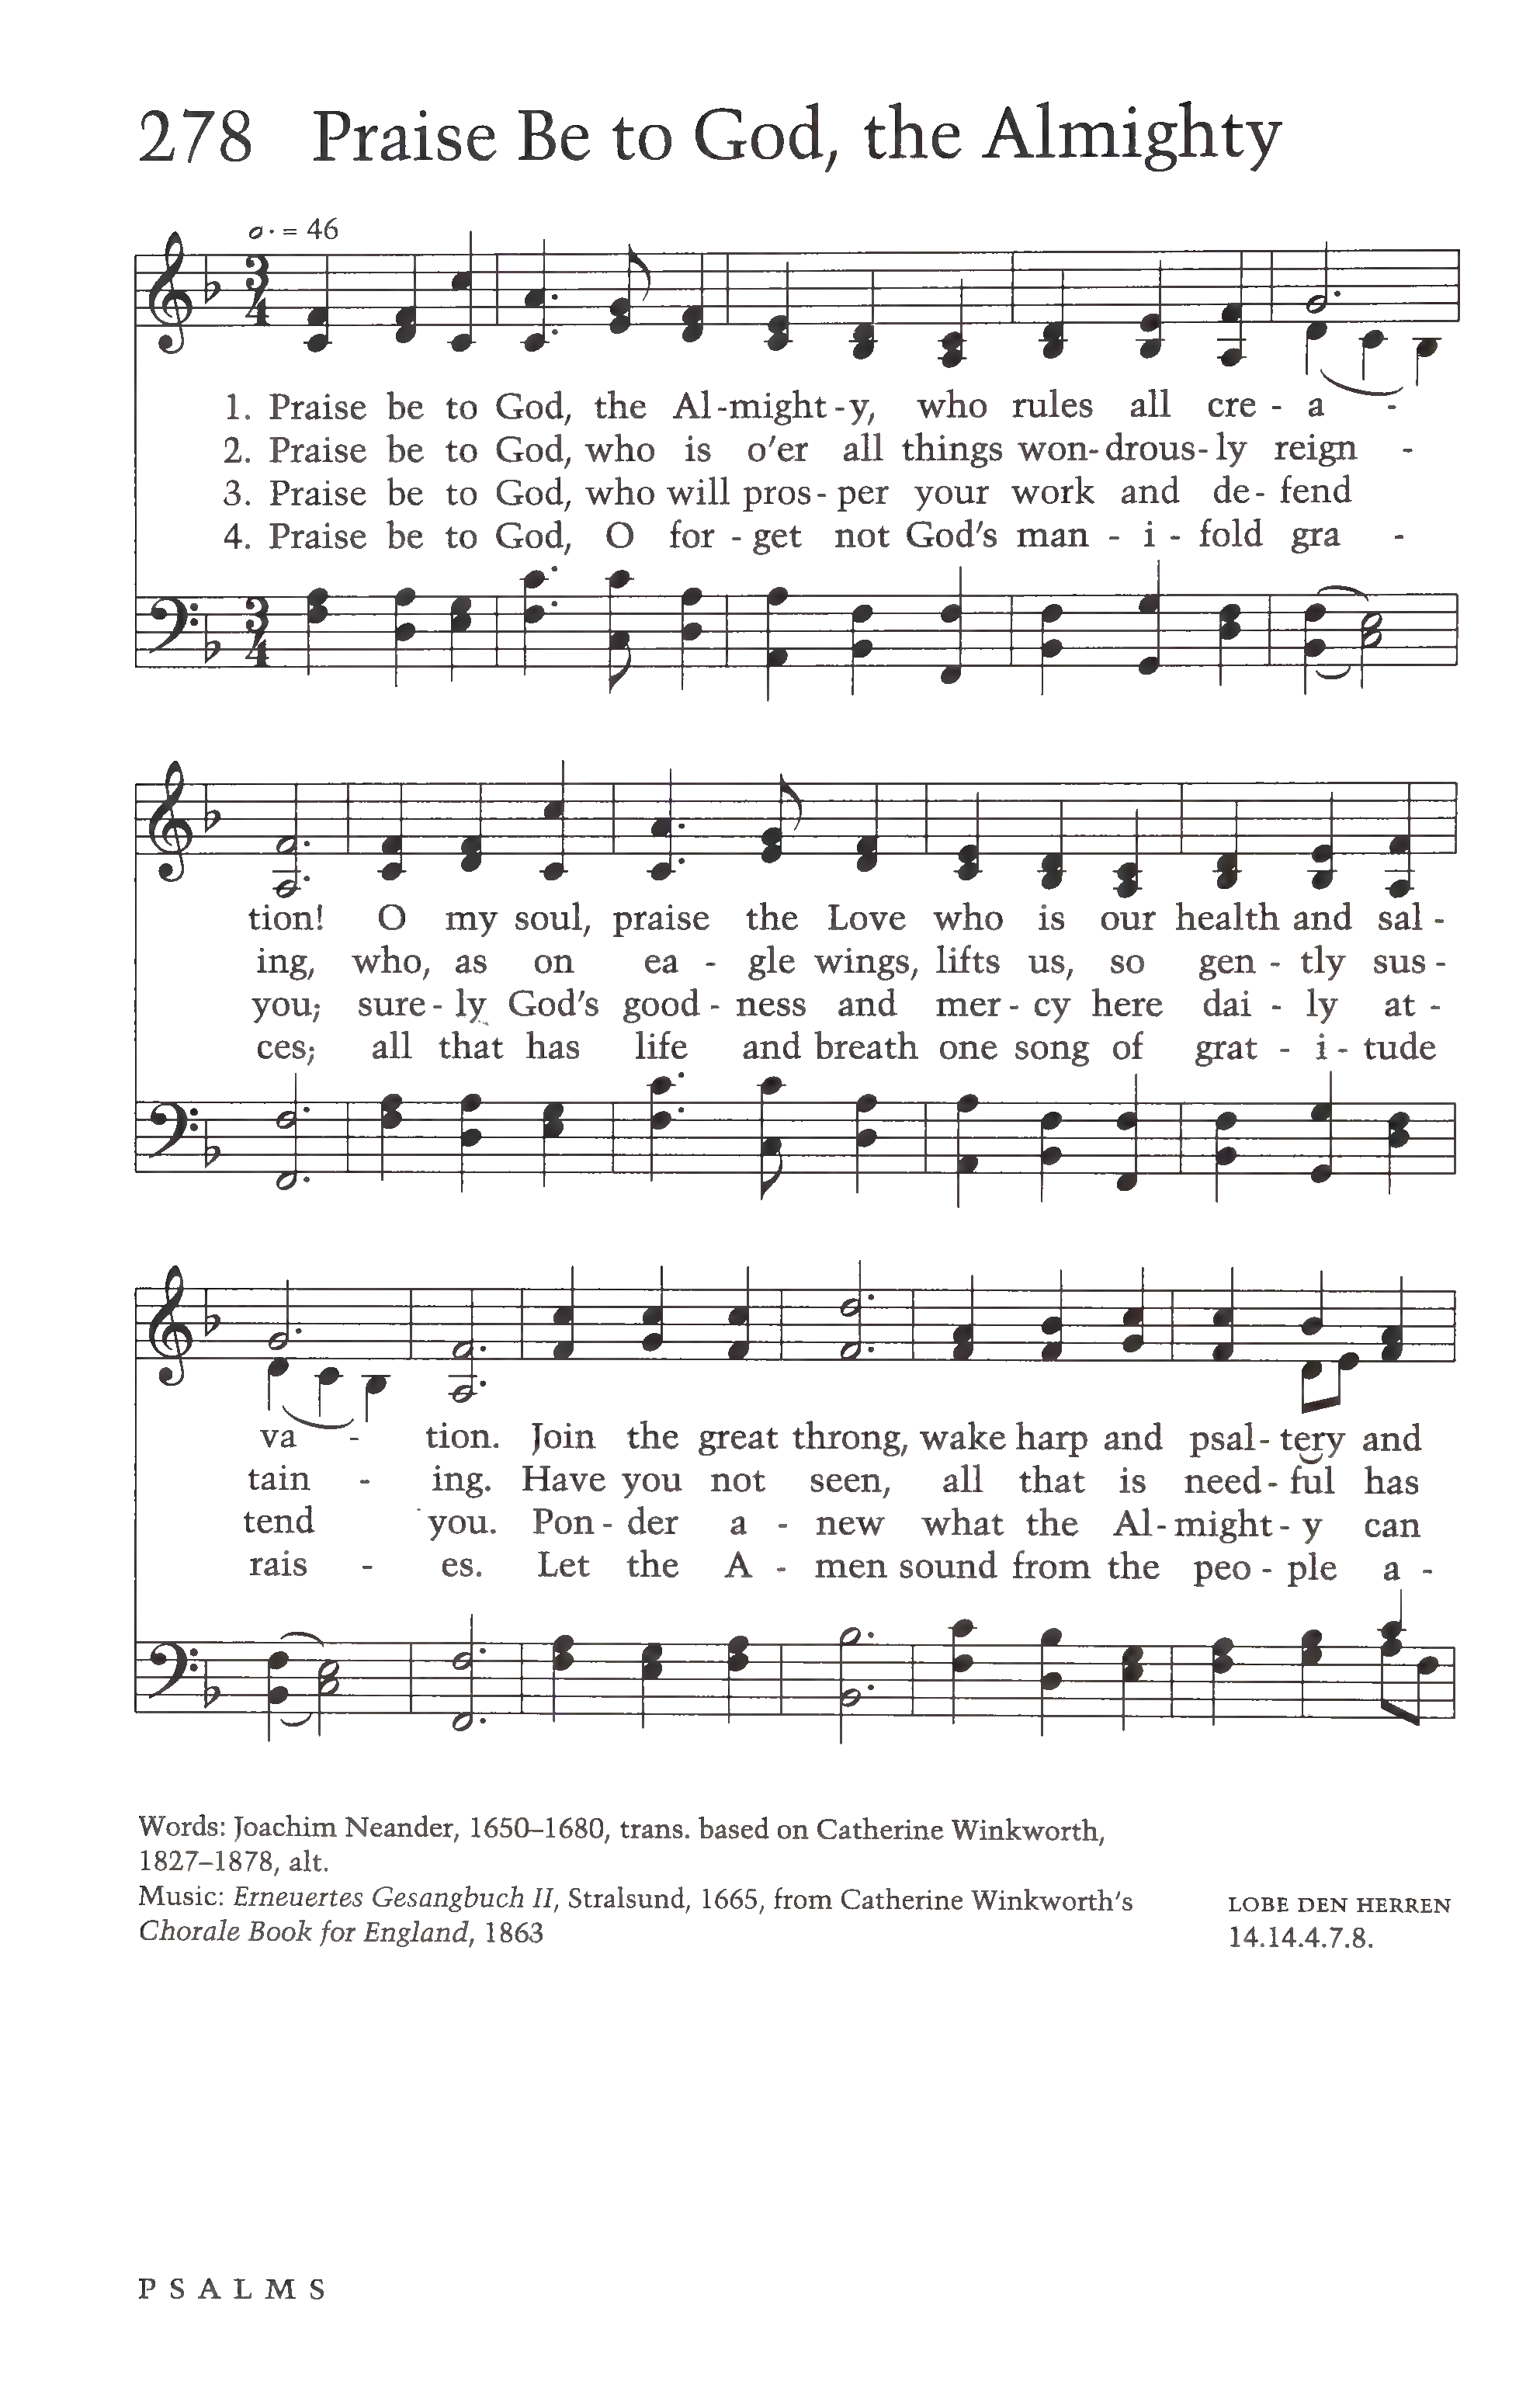 278 Praise Be to God, the Almighty
𝅗𝅥. = 46
1. Praise be to God, the Al-might-y, who rules all cre - a -
2. Praise be to God, who is o'er all things won-drous-ly reign -
3. Praise be to God, who will pros-per your work and de-fend
4. Praise be to God, O for-get not God's man - i - fold gra -
tion! O my soul, praise the Love who is our health and sal -
ing, who, as on ea - gle wings, lifts us, so gen - tly sus -
you; sure-ly God's good-ness and mer-cy here dai - ly at -
ces; all that has life and breath one song of grat - i - tude
va - tion. Join the great throng, wake harp and psal-tery and
tain - ing. Have you not seen, all that is need-ful has
tend you. Pon-der a - new what the Al-might-y can
rais - es. Let the A - men sound from the peo-ple a -
Words: Joachim Neander, 1650–1680, trans. based on Catherine Winkworth,
1827–1878, alt.
Music: Erneuertes Gesangbuch II, Stralsund, 1665, from Catherine Winkworth's
Chorale Book for England, 1863
LOBE DEN HERREN
14.14.4.7.8.
PSALMS